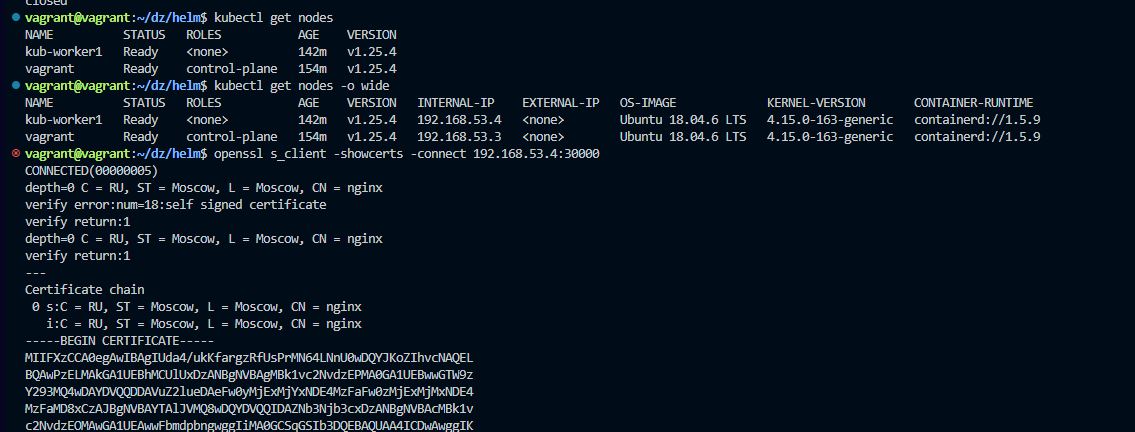 closed
vagrant@vagrant:~/dz/helm$ kubectl get nodes
NAME STATUS ROLES AGE VERSION
kub-worker1 Ready <none> 142m v1.25.4
vagrant Ready control-plane 154m v1.25.4
vagrant@vagrant:~/dz/helm$ kubectl get nodes -o wide
NAME STATUS ROLES AGE VERSION INTERNAL-IP EXTERNAL-IP OS-IMAGE KERNEL-VERSION CONTAINER-RUNTIME
kub-worker1 Ready <none> 142m v1.25.4 192.168.53.4 <none> Ubuntu 18.04.6 LTS 4.15.0-163-generic containerd://1.5.9
vagrant Ready control-plane 154m v1.25.4 192.168.53.3 <none> Ubuntu 18.04.6 LTS 4.15.0-163-generic containerd://1.5.9
vagrant@vagrant:~/dz/helm$ openssl s_client -showcerts -connect 192.168.53.4:30000
CONNECTED(00000005)
depth=0 C = RU, ST = Moscow, L = Moscow, CN = nginx
verify error:num=18:self signed certificate
verify return:1
depth=0 C = RU, ST = Moscow, L = Moscow, CN = nginx
verify return:1
---
Certificate chain
0 s:C = RU, ST = Moscow, L = Moscow, CN = nginx
i:C = RU, ST = Moscow, L = Moscow, CN = nginx
-----BEGIN CERTIFICATE-----
MIIFXzCCA0egAwIBAgIUda4/ukKfargzRfUsPrMN64LNnU0wDQYJKoZIhvcNAQEL
BQAwPzELMAkGA1UEBhMCUlUxDzANBgNVBAgMBk1vc2NvdzEPMA0GA1UEBwwGTW9z
Y293MQ4wDAYDVQQDDAVuZ2lueDAeFw0yMjExMjYxNDE4MzFaFw0zMjExMjMxNDE4
MzFaMD8xCzAJBgNVBAYTAlJVMQ8wDQYDVQQIDAZNb3Njb3cxDzANBgNVBAcMBk1v
c2NvdzEOMAwGA1UEAwwFbmdpbngwggIiMA0GCSqGSIb3DQEBAQUAA4ICDwAwggIK